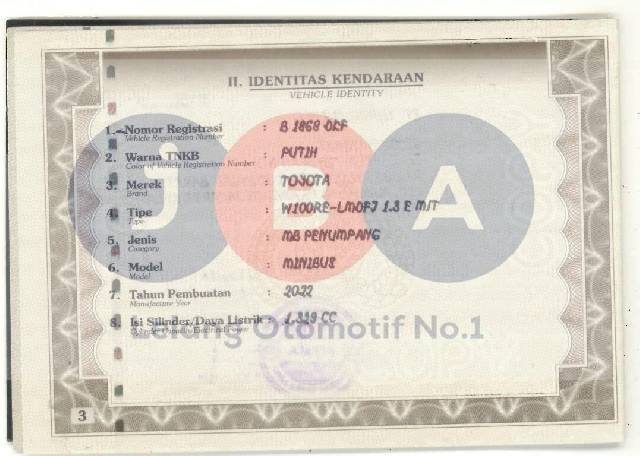 II. IDENTITAS KENDARAAN
VEHICLE IDENTITY
1. Nomor Registrasi : B 1868
Vehicle Registration Number
2. Warna TNKB : PUTIH
Color of Vehicle Registration Number
3. Merek : TOYOTA
Brand
4. Tipe : W100RE-LMDFJ 1.3 E M/T
Type
5. Jenis : MB PENUMPANG
Category
6. Model : MINIBUS
Model
7. Tahun Pembuatan : 2022
Manufacture Year
8. Isi Silinder/Daya Listrik : 1.329 CC
JBA
Lelang Otomotif No.1
3